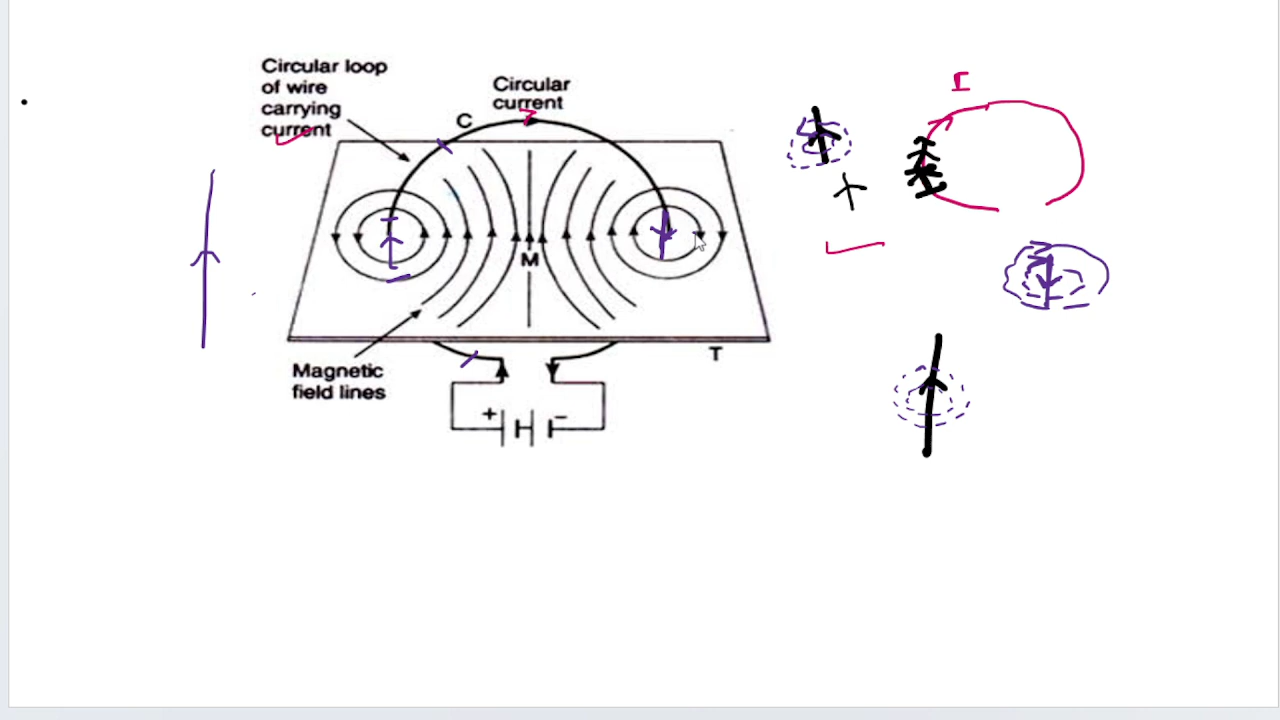 Circular loop
of wire
carrying
current
Circular
current
C
I
M
T
Magnetic
field lines
+
–